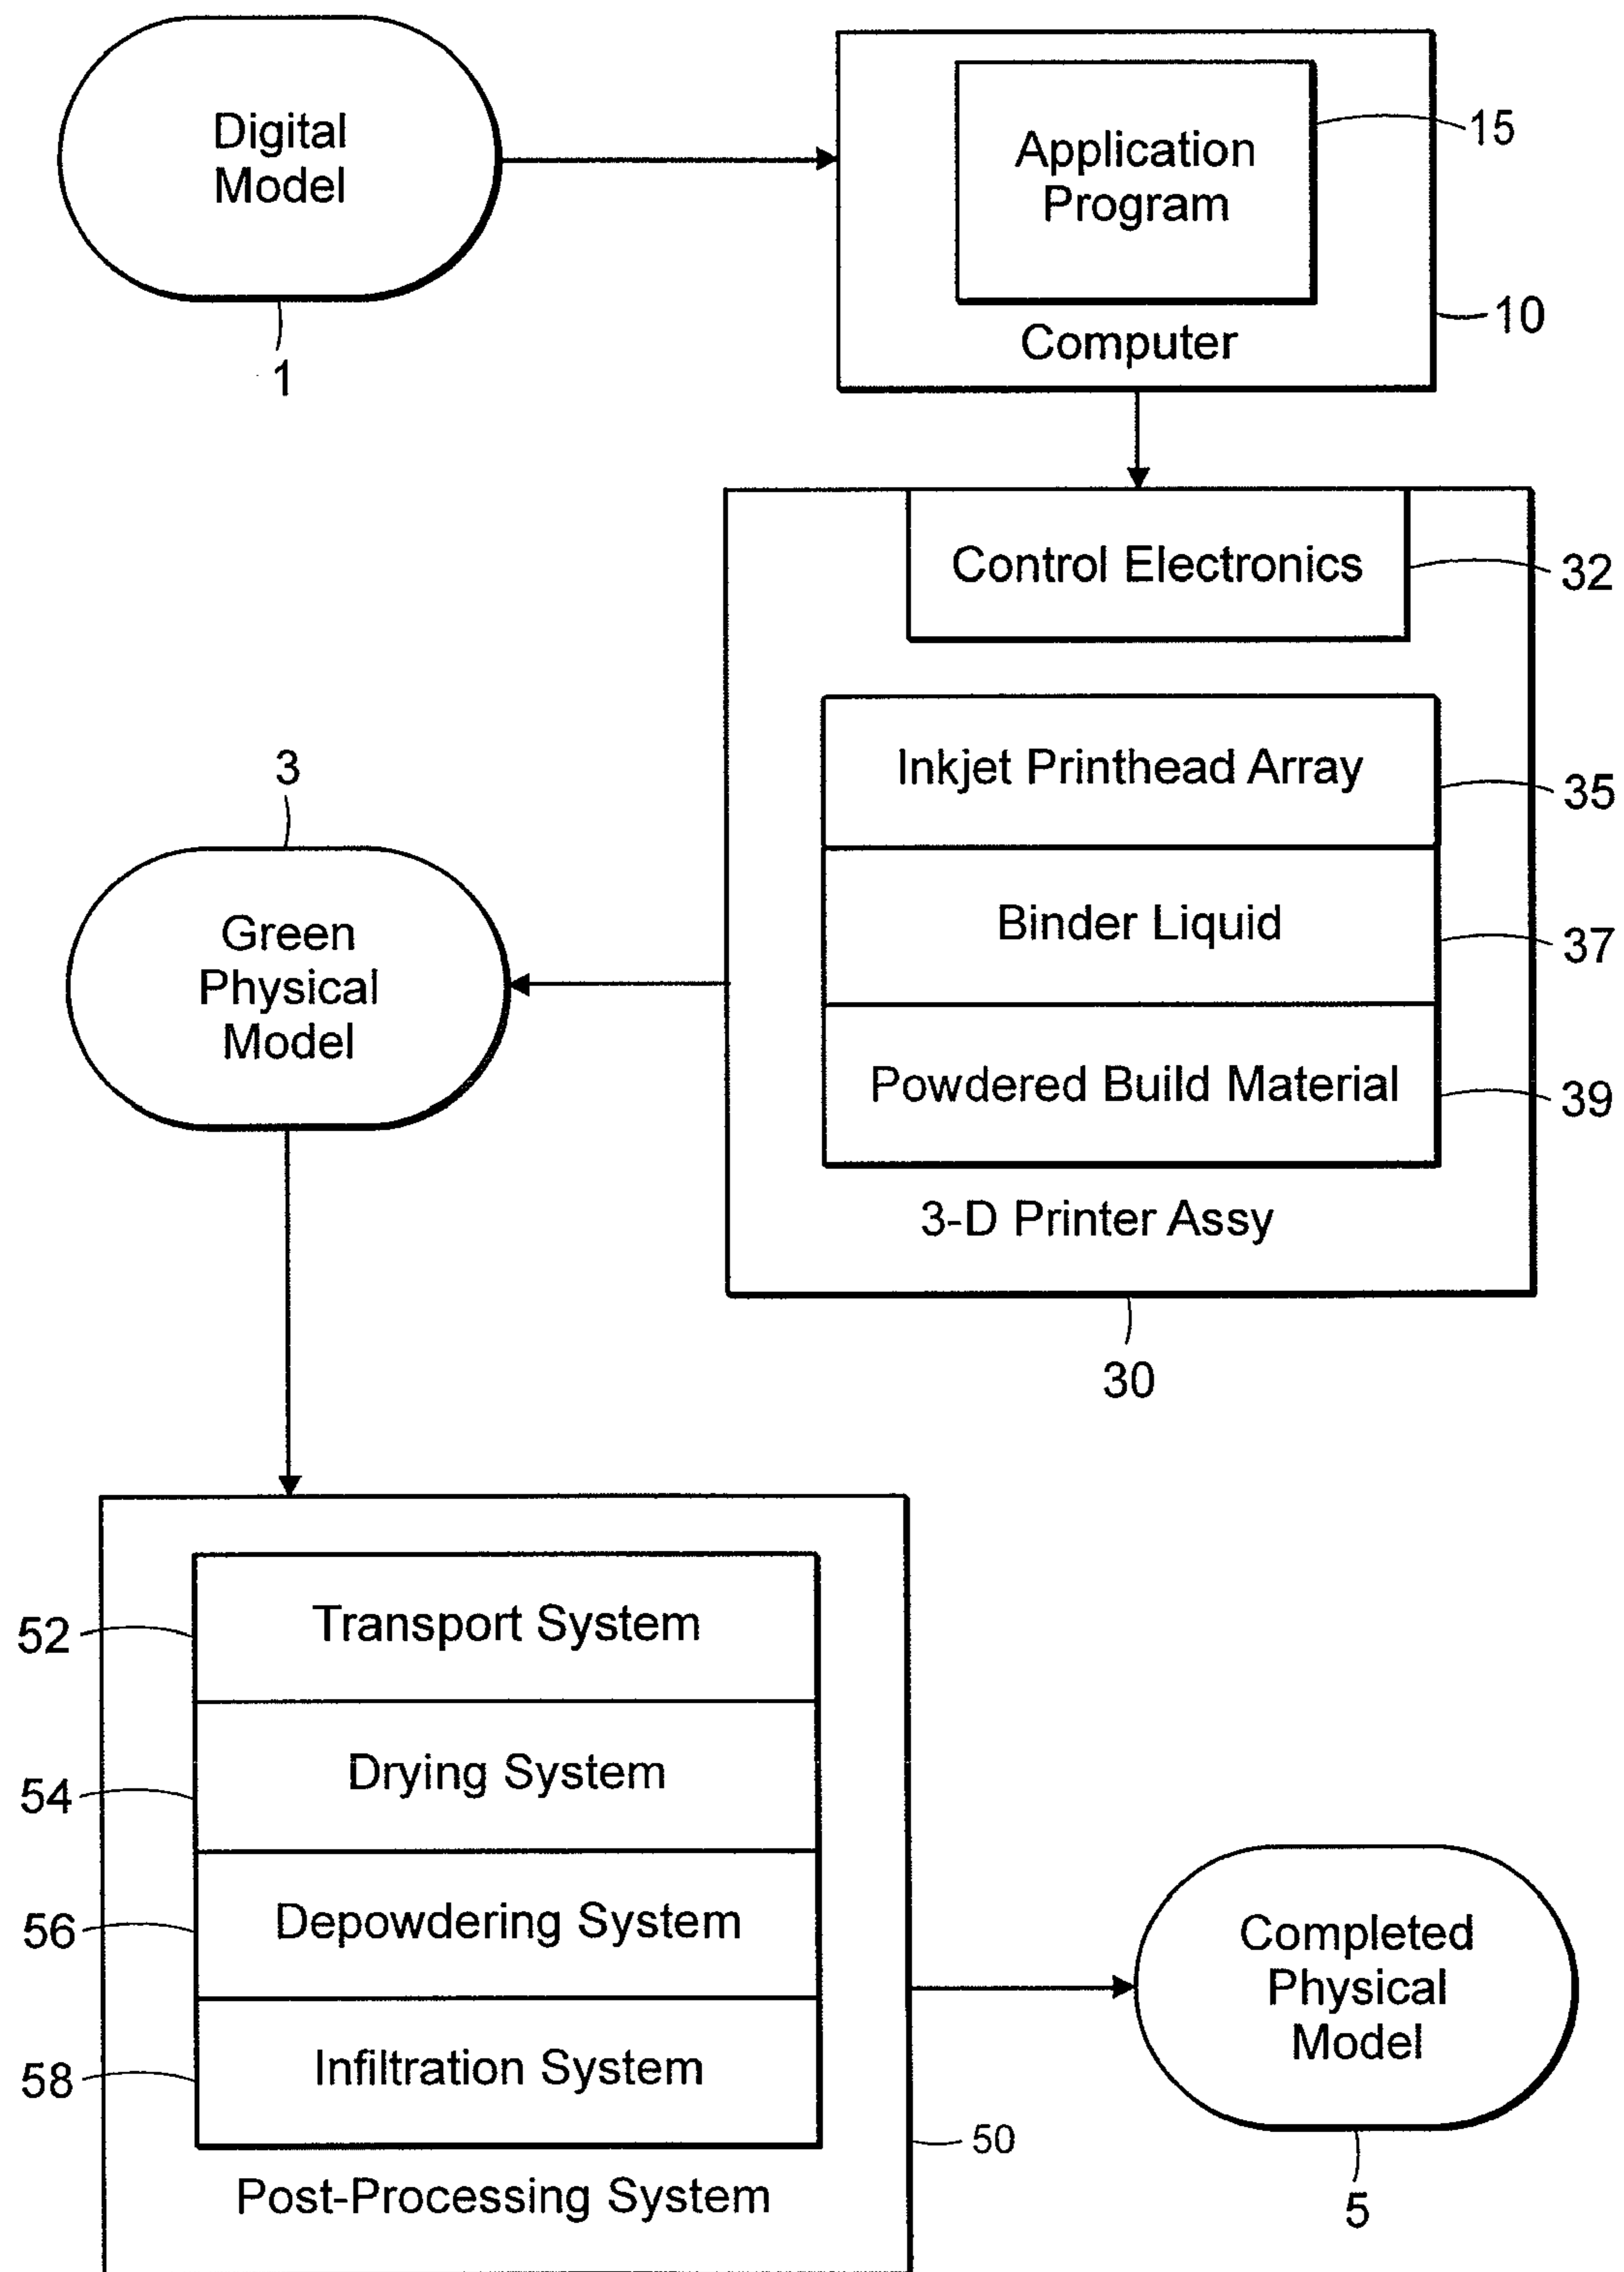 Digital
Model
1
Application
Program
15
Computer
10
Control Electronics
32
Inkjet Printhead Array
35
Binder Liquid
37
Powdered Build Material
39
3-D Printer Assy
30
3
Green
Physical
Model
Transport System
52
Drying System
54
Depowdering System
56
Infiltration System
58
Post-Processing System
50
Completed
Physical
Model
5